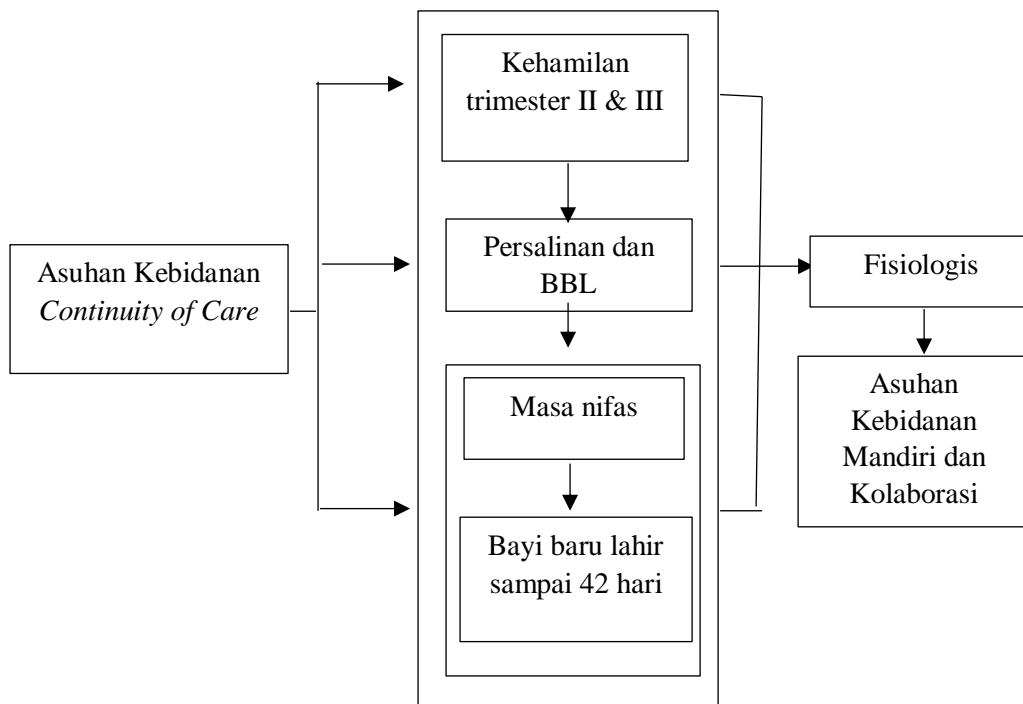 Asuhan Kebidanan
Continuity of Care
Kehamilan
trimester II & III
Persalinan dan
BBL
Masa nifas
Bayi baru lahir
sampai 42 hari
Fisiologis
Asuhan
Kebidanan
Mandiri dan
Kolaborasi